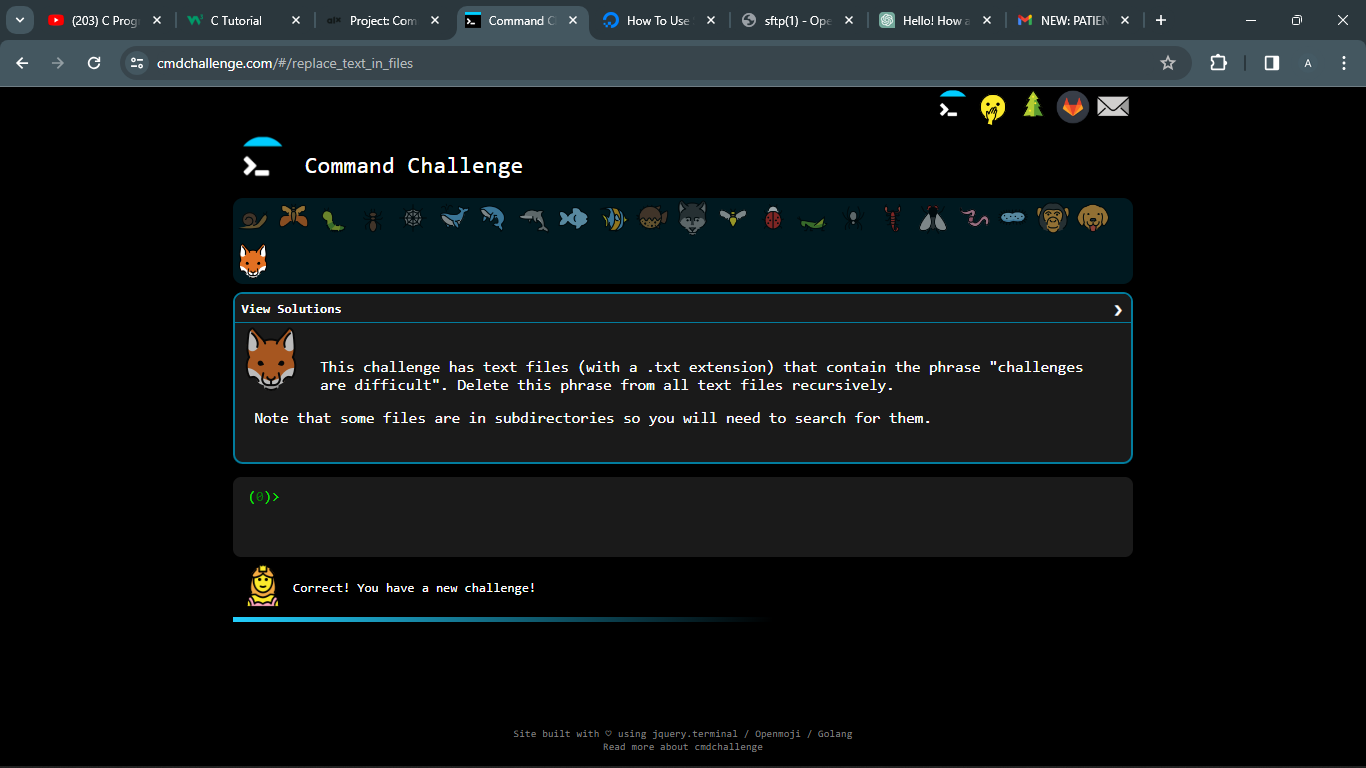 (203) C Prog
C Tutorial
Project: Com
Command C
How To Use
sftp(1) - Ope
Hello! How a
NEW: PATIEN
cmdchallenge.com/#/replace_text_in_files
A
Command Challenge
View Solutions
This challenge has text files (with a .txt extension) that contain the phrase "challenges
are difficult". Delete this phrase from all text files recursively.
Note that some files are in subdirectories so you will need to search for them.
(0)>
Correct! You have a new challenge!
Site built with ♡ using jquery.terminal / Openmoji / Golang
Read more about cmdchallenge